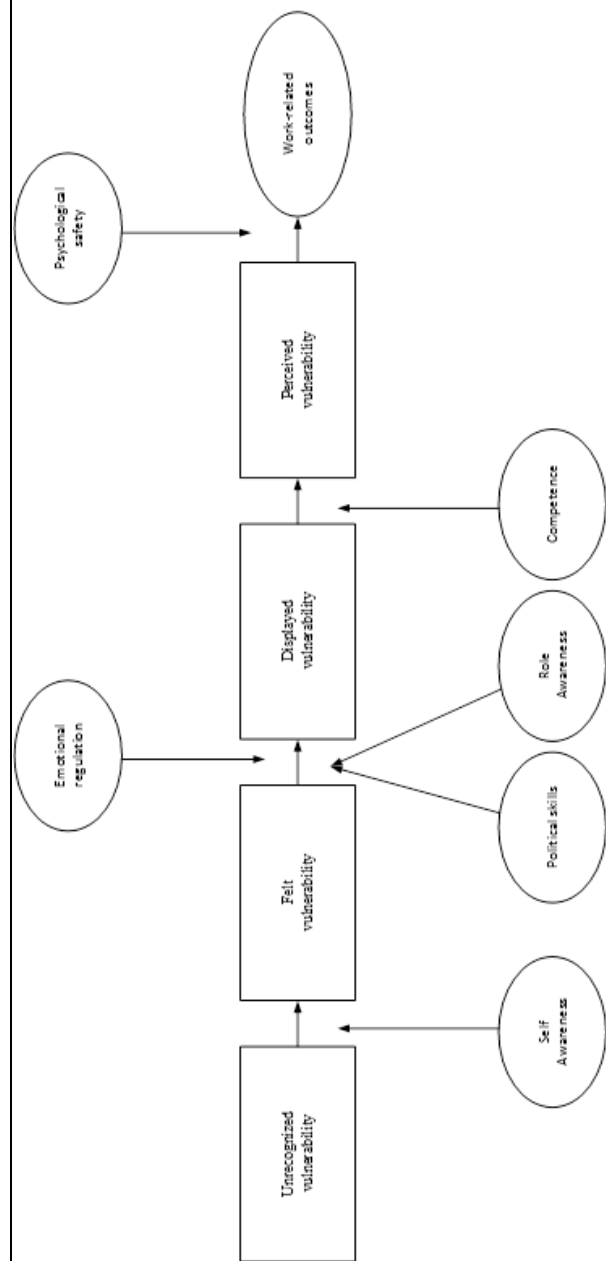 Emotional
regulation
Psychological
safety
Unrecognized
vulnerability
Felt
vulnerability
Displayed
vulnerability
Perceived
vulnerability
Work-related
outcomes
Self
Awareness
Political skills
Role
Awareness
Competence